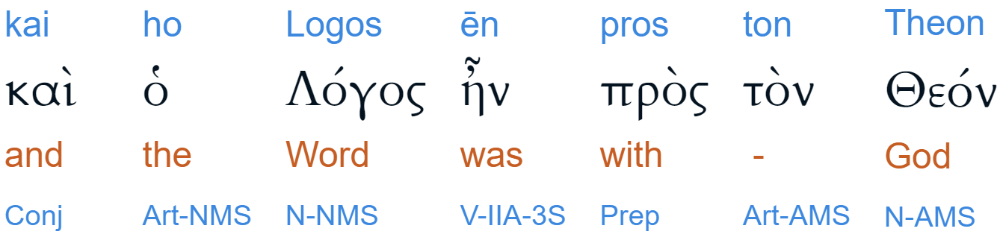 kai ho Logos ēn pros ton Theon
καὶ ὁ Λόγος ἦν πρὸς τὸν Θεόν
and the Word was with - God
Conj Art-NMS N-NMS V-IIA-3S Prep Art-AMS N-AMS